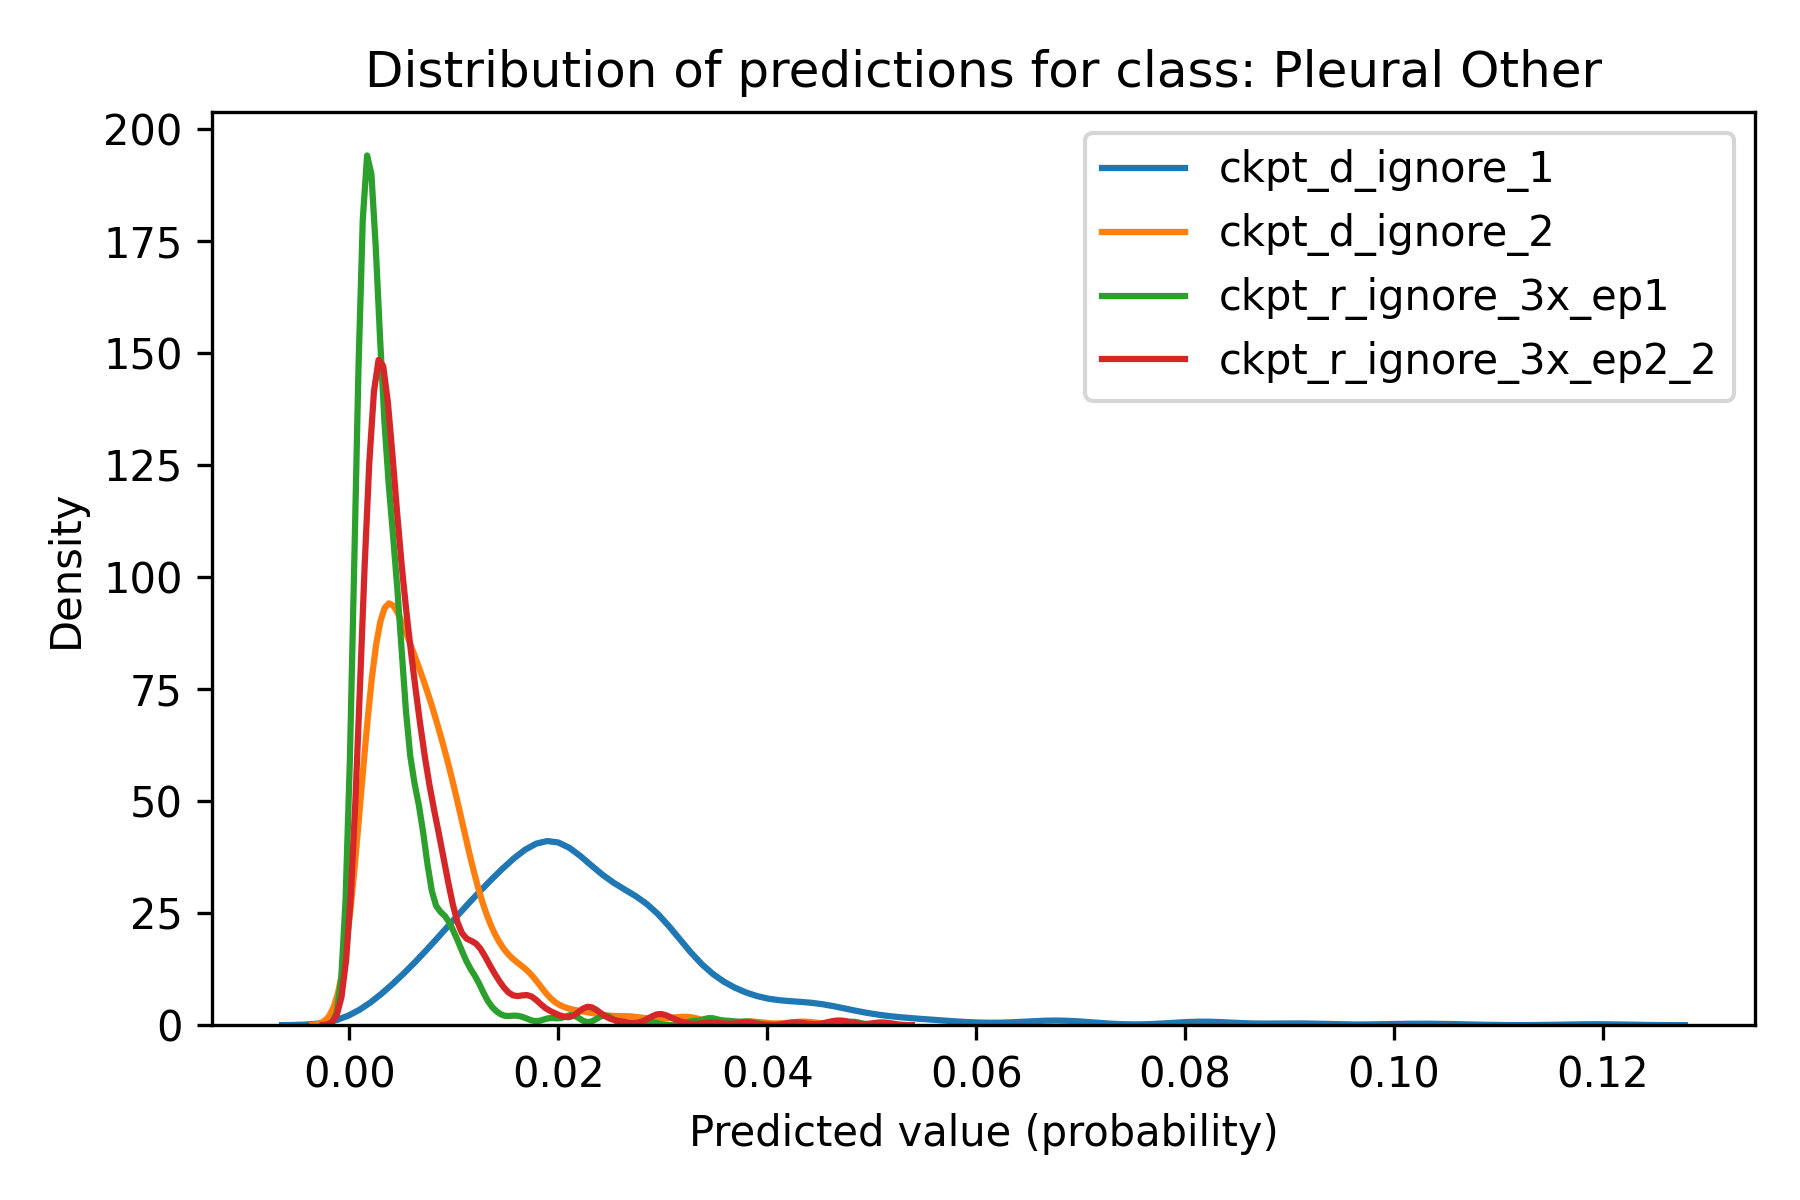 Distribution of predictions for class: Pleural Other
200
175
150
125
100
75
50
25
0
Density
ckpt_d_ignore_1
ckpt_d_ignore_2
ckpt_r_ignore_3x_ep1
ckpt_r_ignore_3x_ep2_2
0.00 0.02 0.04 0.06 0.08 0.10 0.12
Predicted value (probability)